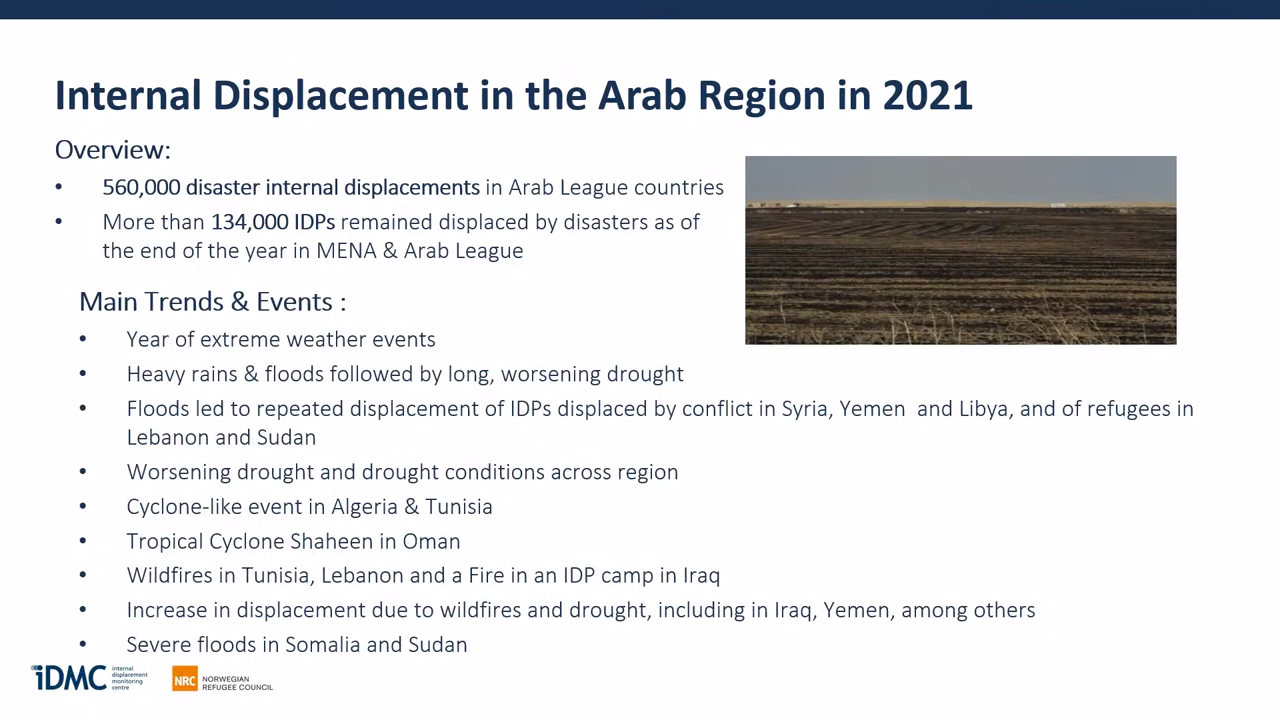 Internal Displacement in the Arab Region in 2021
Overview:
• 560,000 disaster internal displacements in Arab League countries
• More than 134,000 IDPs remained displaced by disasters as of
the end of the year in MENA & Arab League
Main Trends & Events :
• Year of extreme weather events
• Heavy rains & floods followed by long, worsening drought
• Floods led to repeated displacement of IDPs displaced by conflict in Syria, Yemen and Libya, and of refugees in
Lebanon and Sudan
• Worsening drought and drought conditions across region
• Cyclone-like event in Algeria & Tunisia
• Tropical Cyclone Shaheen in Oman
• Wildfires in Tunisia, Lebanon and a Fire in an IDP camp in Iraq
• Increase in displacement due to wildfires and drought, including in Iraq, Yemen, among others
• Severe floods in Somalia and Sudan
iDMC
internal
displacement
monitoring
centre
NRC
NORWEGIAN
REFUGEE COUNCIL